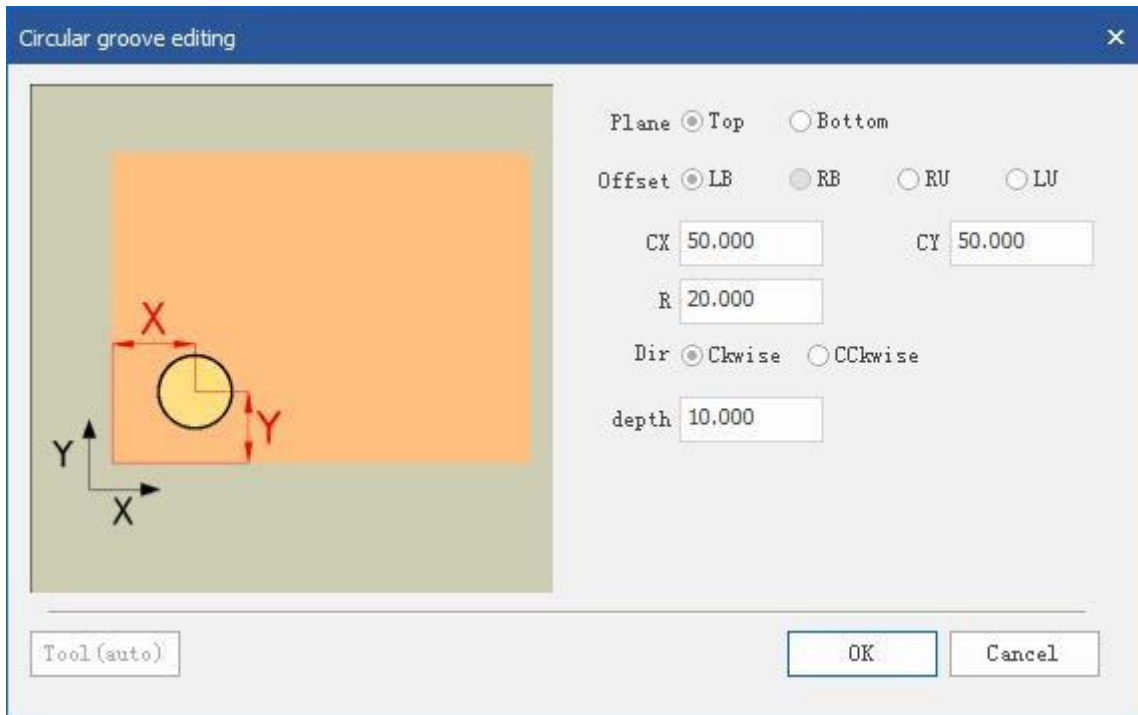 Circular groove editing
Plane Top Bottom
Offset LB RB RU LU
CX 50.000 CY 50.000
R 20.000
Dir Ckwise CCkwise
depth 10.000
X
Y
Y
X
Tool(auto) OK Cancel